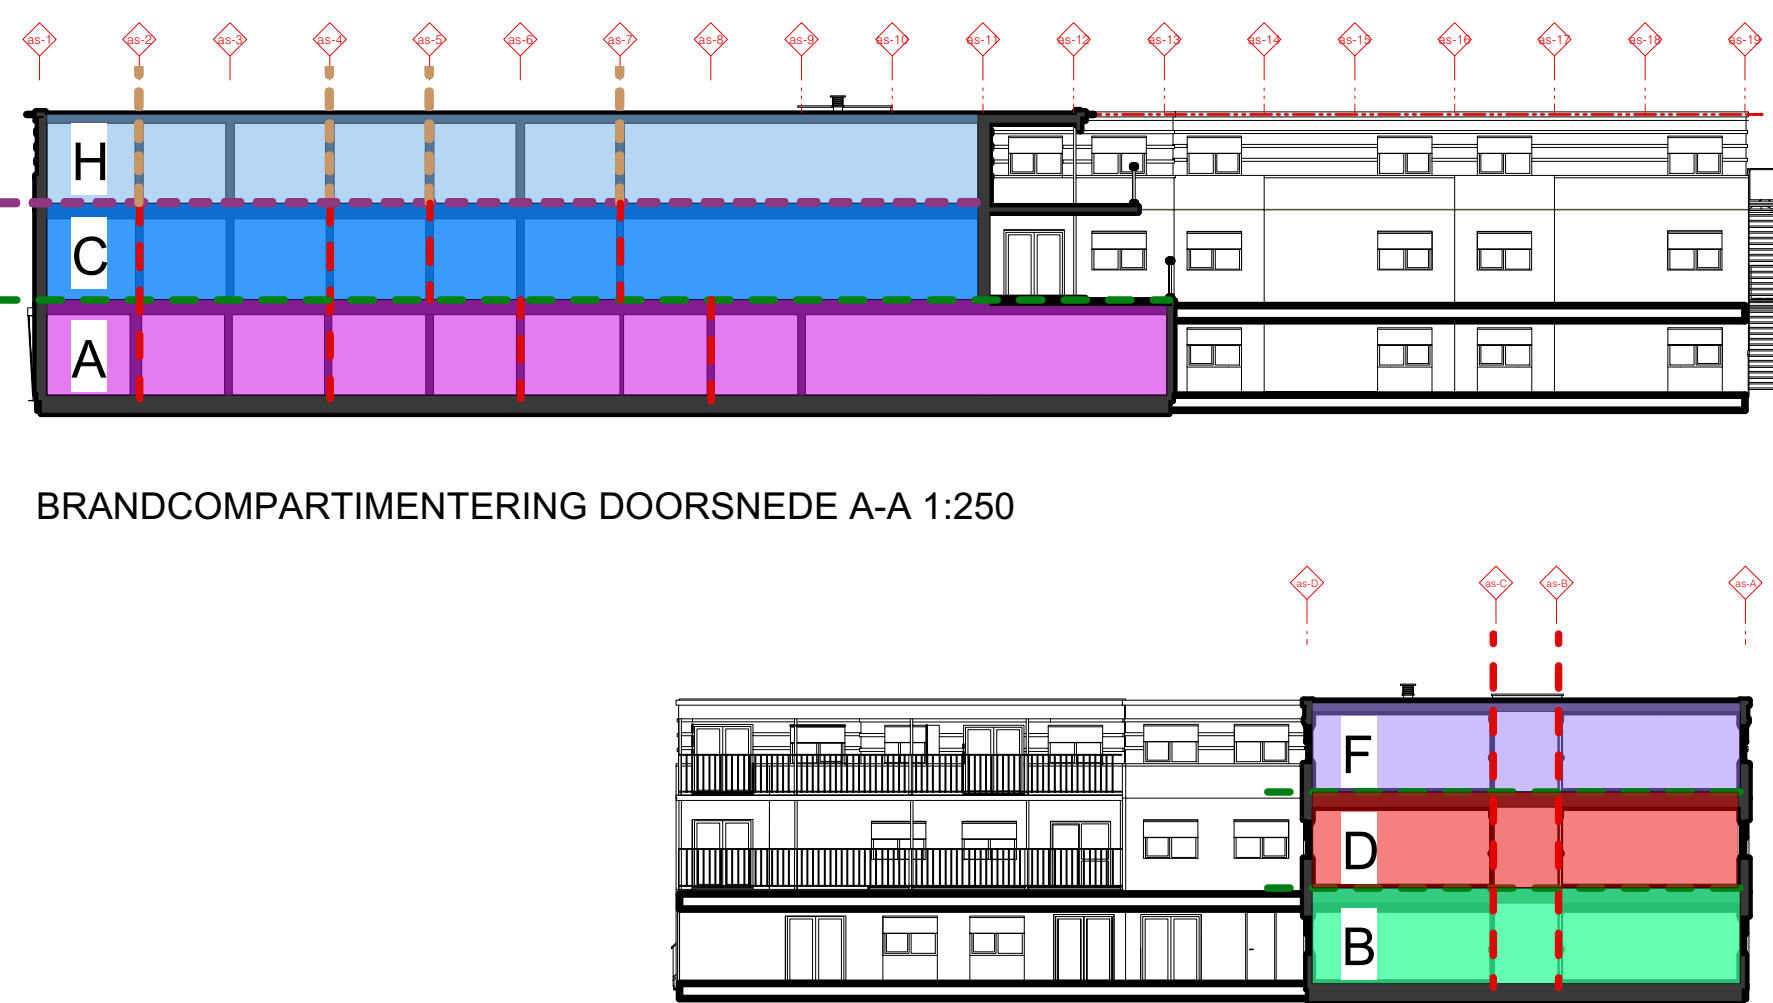 as-1 as-2 as-3 as-4 as-5 as-6 as-7 as-8 as-9 as-10 as-11 as-12 as-13 as-14 as-15 as-16 as-17 as-18 as-19
H
C
A
BRANDCOMPARTIMENTERING DOORSNEDE A-A 1:250
as-D as-C as-B as-A
F
D
B